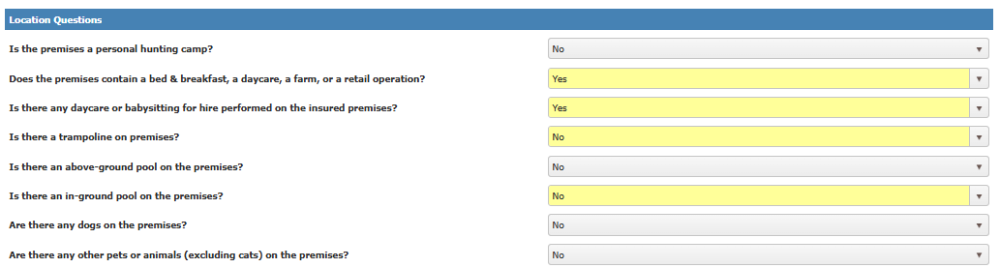 Location Questions
Is the premises a personal hunting camp? No
Does the premises contain a bed & breakfast, a daycare, a farm, or a retail operation? Yes
Is there any daycare or babysitting for hire performed on the insured premises? Yes
Is there a trampoline on premises? No
Is there an above-ground pool on the premises? No
Is there an in-ground pool on the premises? No
Are there any dogs on the premises? No
Are there any other pets or animals (excluding cats) on the premises? No